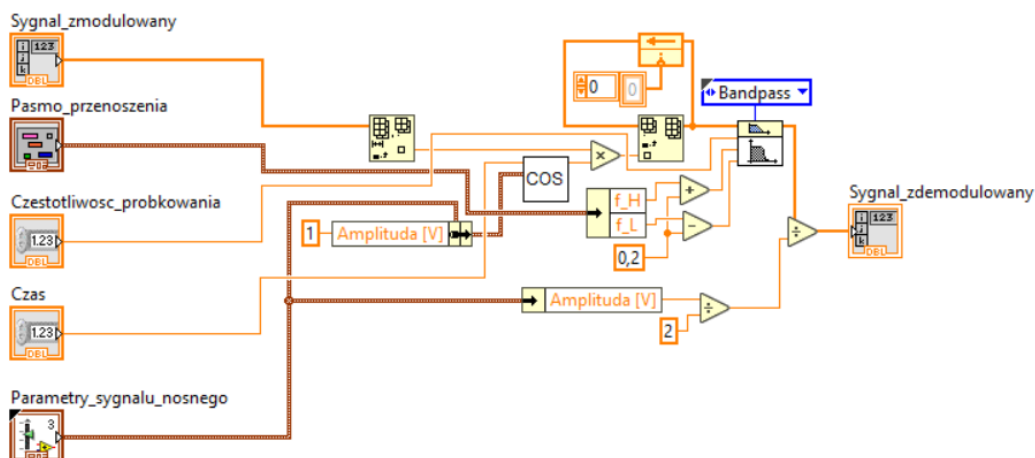 Sygnal_zmodulowany
123
DBL
Pasmo_przenoszenia
Czestotliwosc_probkowania
1.23
DBL
Czas
1.23
DBL
Parametry_sygnalu_nosnego
3
1
Amplituda [V]
COS
0
0
Bandpass
f_H
f_L
0,2
Amplituda [V]
2
Sygnal_zdemodulowany
123
DBL